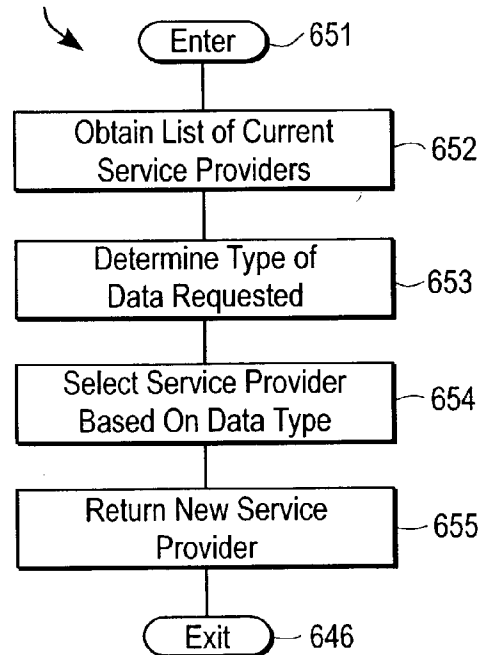 Enter
651
Obtain List of Current
Service Providers
652
Determine Type of
Data Requested
653
Select Service Provider
Based On Data Type
654
Return New Service
Provider
655
Exit
646